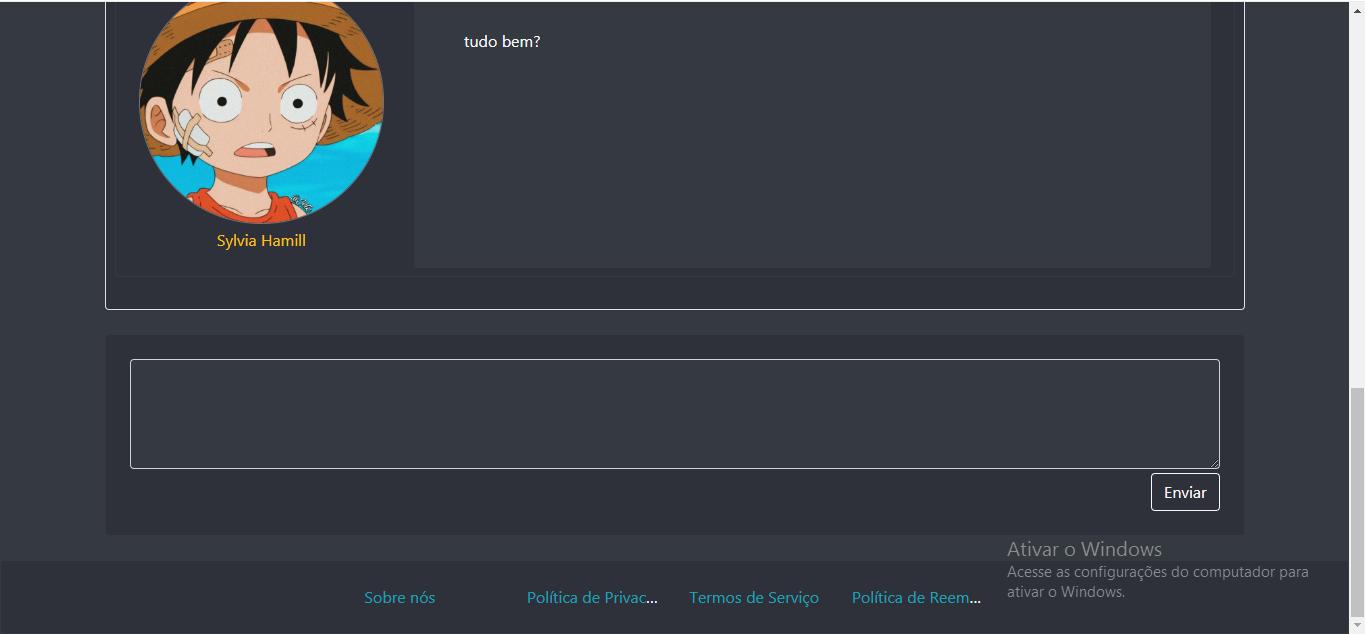 tudo bem?
Sylvia Hamill
Enviar
Ativar o Windows
Acesse as configurações do computador para
ativar o Windows.
Sobre nós
Política de Privac...
Termos de Serviço
Política de Reem...